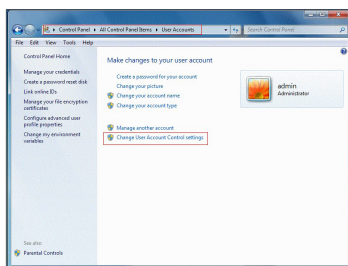 Control Panel ▸ All Control Panel Items ▸ User Accounts
Search Control Panel
File Edit View Tools Help
Control Panel Home
Manage your credentials
Create a password reset disk
Link online IDs
Manage your file encryption
certificates
Configure advanced user
profile properties
Change my environment
variables
See also
Parental Controls
Make changes to your user account
Create a password for your account
Change your picture
Change your account name
Change your account type
Manage another account
Change User Account Control settings
admin
Administrator